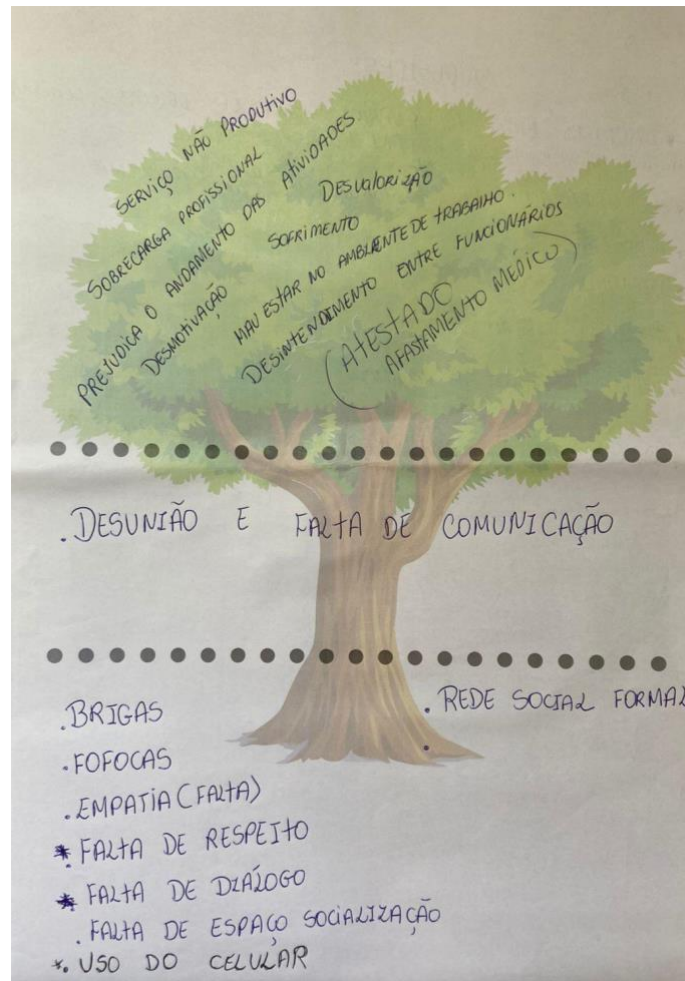 SERVIÇO NÃO PRODUTIVO
SOBRECARGA PROFISSIONAL
PREJUDICA O ANDAMENTO DAS ATIVIDADES
DESMOTIVAÇÃO
SOFRIMENTO
DESVALORIZAÇÃO
MAU ESTAR NO AMBIENTE DE TRABALHO.
DESINTENDIMENTO ENTRE FUNCIONÁRIOS
(ATESTADO
AFASTAMENTO MEDICO)
. DESUNIÃO E FALTA DE COMUNICAÇÃO
. BRIGAS
. REDE SOCIAL FORMAL
. FOFOCAS
.
. EMPATIA (FALTA)
* FALTA DE RESPEITO
* FALTA DE DIÁLOGO
. FALTA DE ESPAÇO SOCIALIZAÇÃO
*. USO DO CELULAR